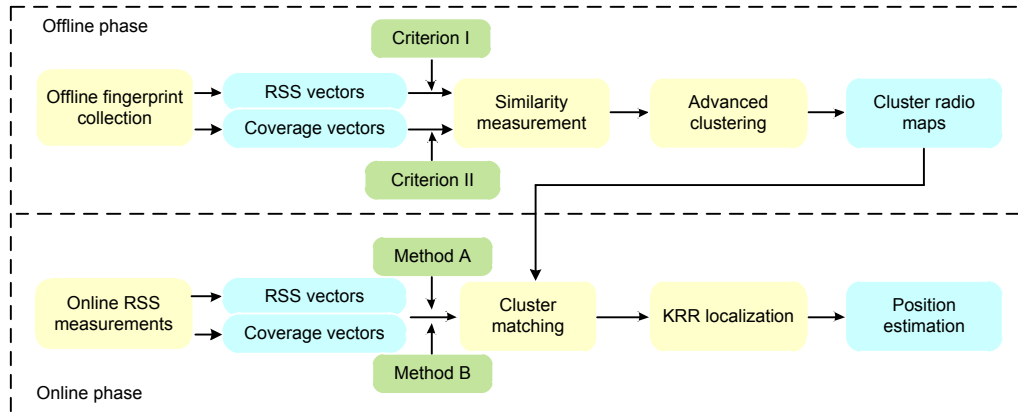 Offline phase
Criterion I
Offline fingerprint
collection
RSS vectors
Coverage vectors
Similarity
measurement
Advanced
clustering
Cluster radio
maps
Criterion II
Method A
Online RSS
measurements
RSS vectors
Coverage vectors
Cluster
matching
KRR localization
Position
estimation
Method B
Online phase